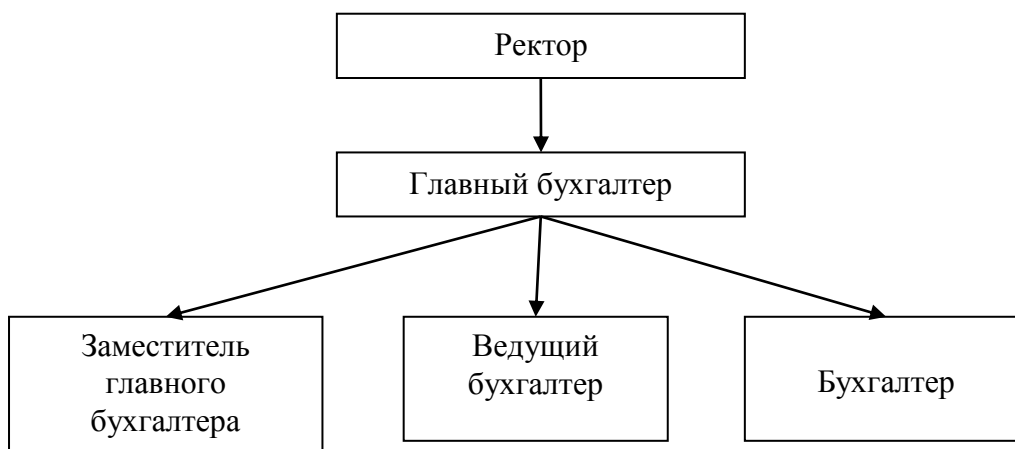 Ректор
Главный бухгалтер
Заместитель
главного
бухгалтера
Ведущий
бухгалтер
Бухгалтер